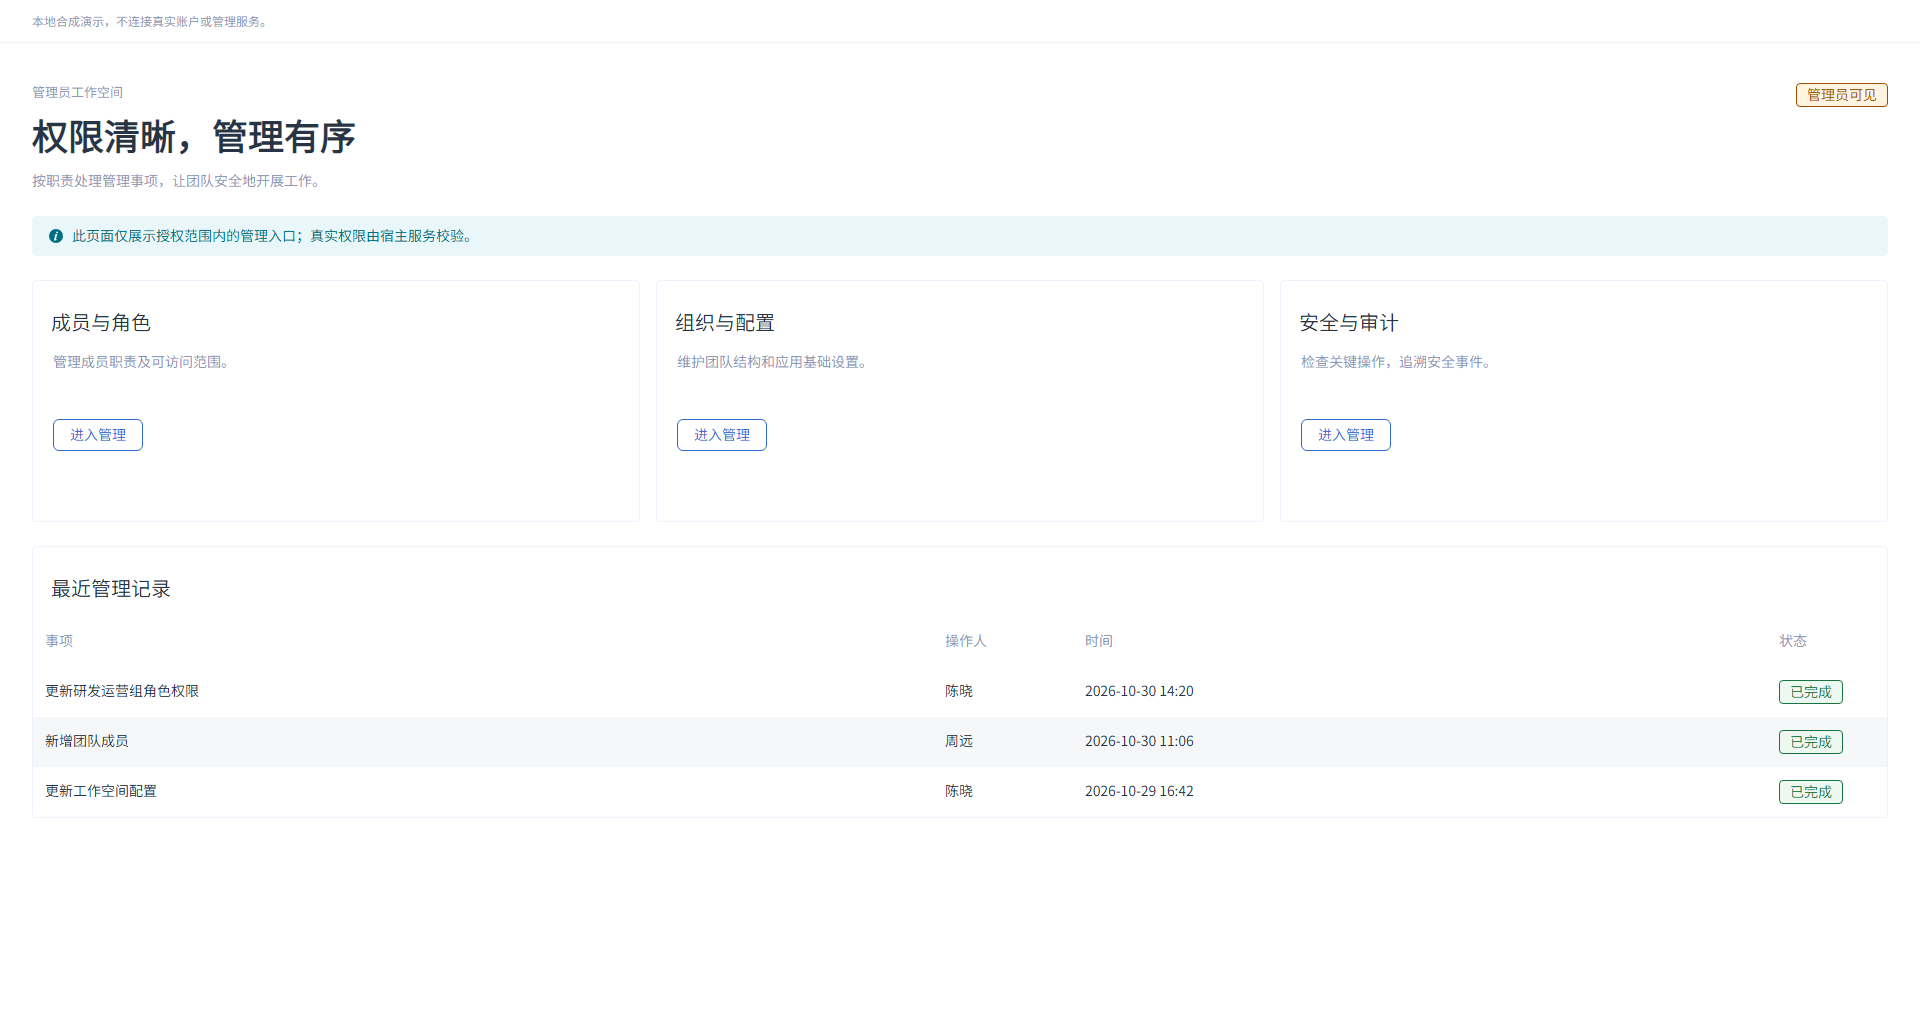 本地合成演示，不连接真实账户或管理服务。
管理员工作空间
管理员可见
权限清晰，管理有序
按职责处理管理事项，让团队安全地开展工作。
此页面仅展示授权范围内的管理入口；真实权限由宿主服务校验。
成员与角色
管理成员职责及可访问范围。
进入管理
组织与配置
维护团队结构和应用基础设置。
进入管理
安全与审计
检查关键操作，追溯安全事件。
进入管理
最近管理记录
事项 操作人 时间 状态
更新研发运营组角色权限 陈晓 2026-10-30 14:20 已完成
新增团队成员 周远 2026-10-30 11:06 已完成
更新工作空间配置 陈晓 2026-10-29 16:42 已完成